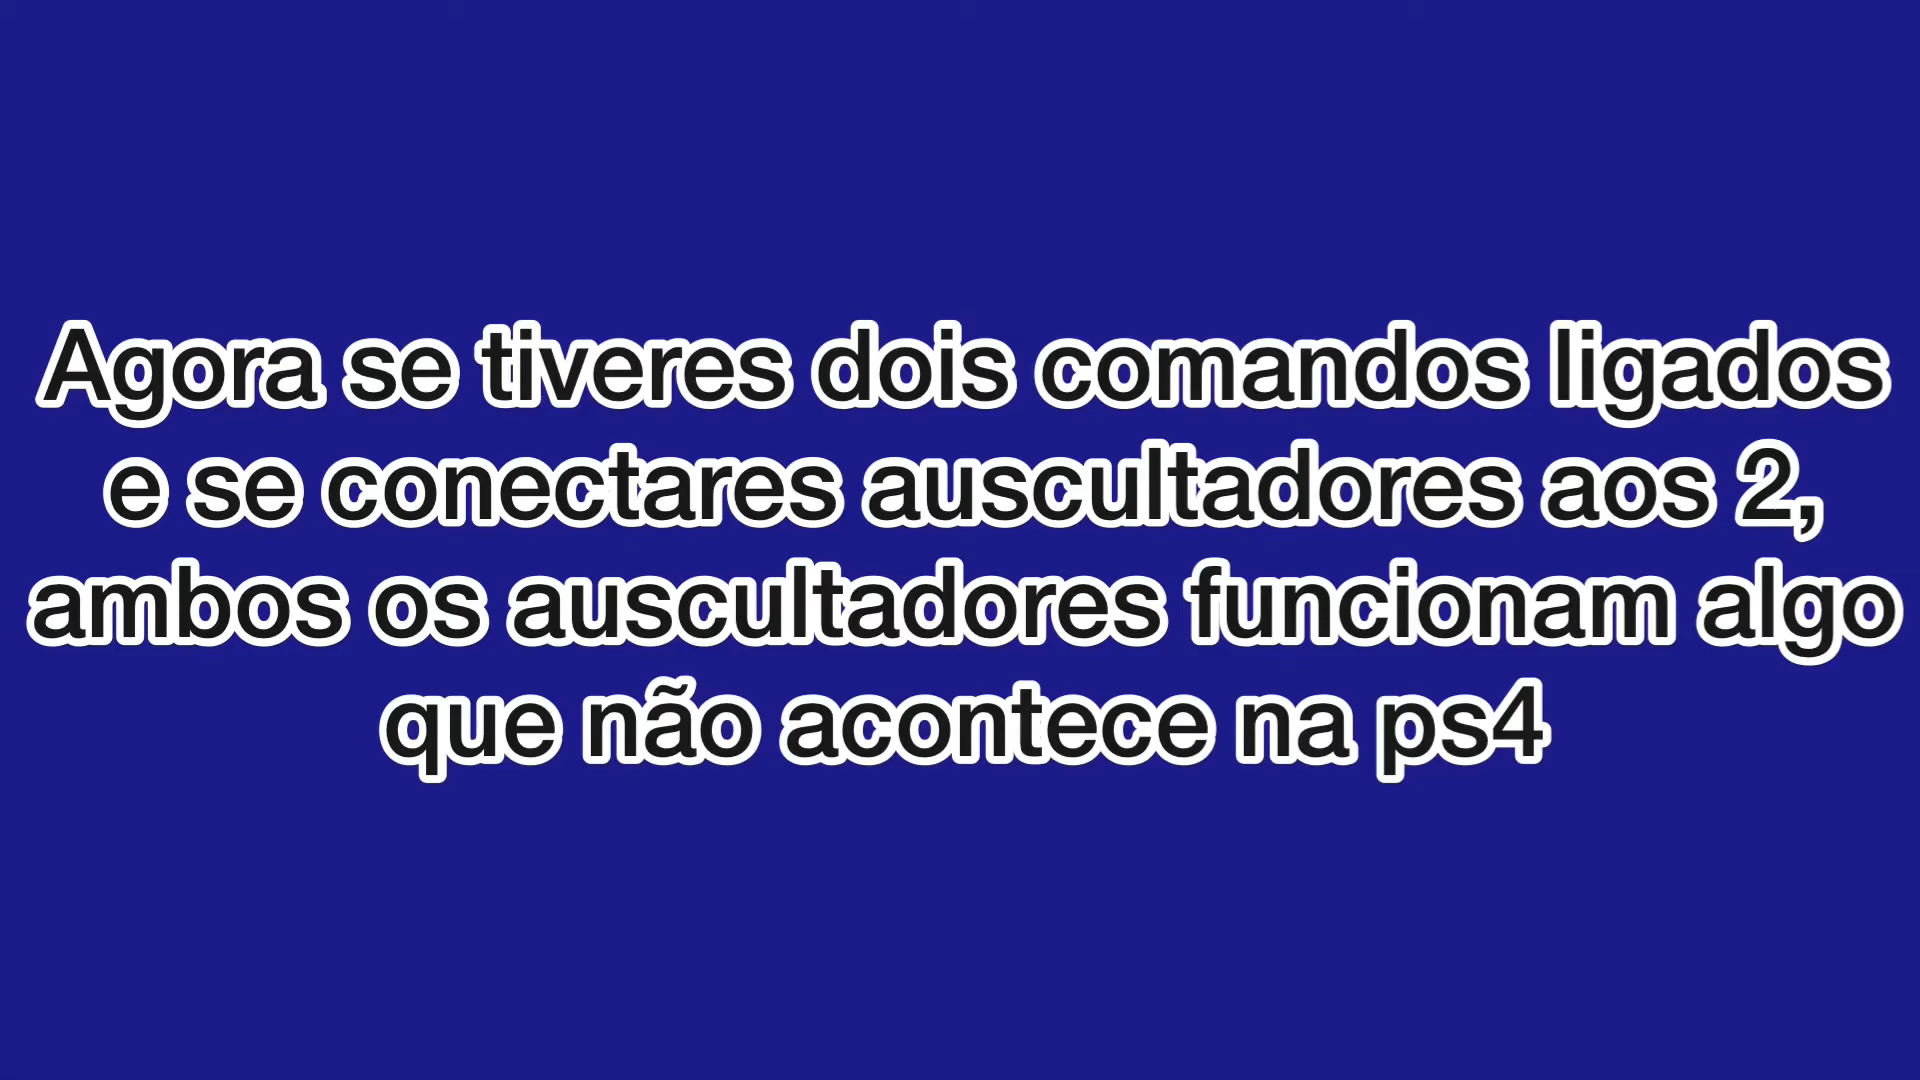 Agora se tiveres dois comandos ligados
e se conectares auscultadores aos 2,
ambos os auscultadores funcionam algo
que não acontece na ps4